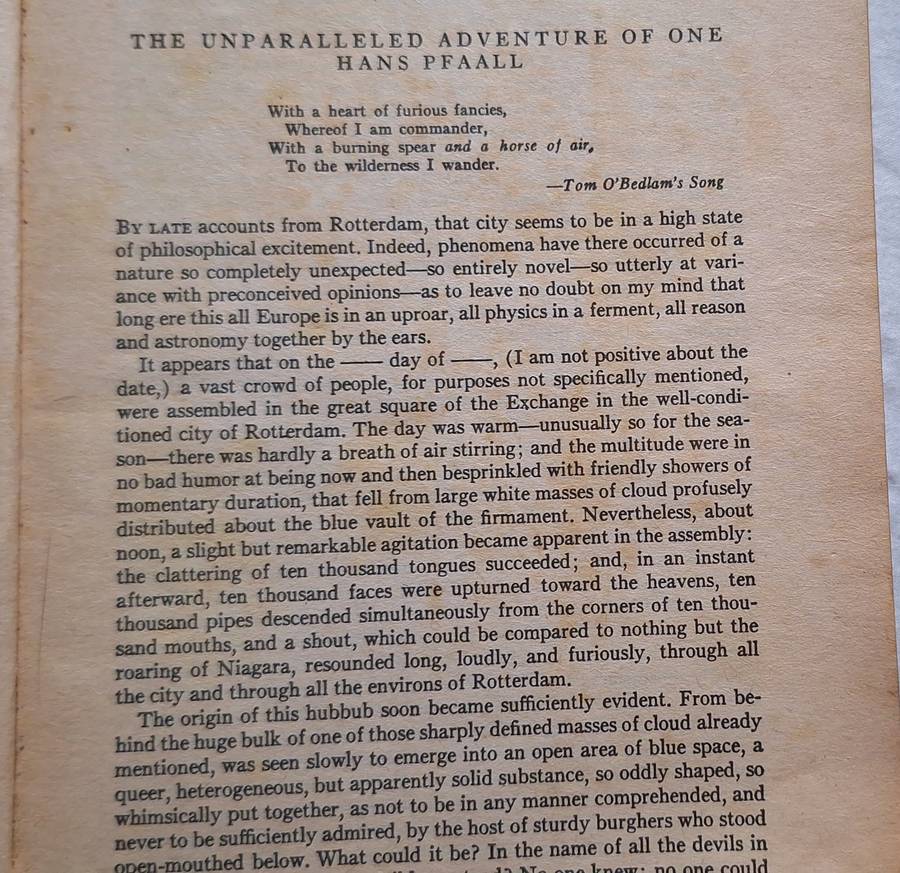 THE UNPARALLELED ADVENTURE OF ONE
HANS PFAALL
With a heart of furious fancies,
Whereof I am commander,
With a burning spear and a horse of air,
To the wilderness I wander.
—Tom O'Bedlam's Song
BY LATE accounts from Rotterdam, that city seems to be in a high state
of philosophical excitement. Indeed, phenomena have there occurred of a
nature so completely unexpected—so entirely novel—so utterly at vari-
ance with preconceived opinions—as to leave no doubt on my mind that
long ere this all Europe is in an uproar, all physics in a ferment, all reason
and astronomy together by the ears.
It appears that on the —— day of ——, (I am not positive about the
date,) a vast crowd of people, for purposes not specifically mentioned,
were assembled in the great square of the Exchange in the well-condi-
tioned city of Rotterdam. The day was warm—unusually so for the sea-
son—there was hardly a breath of air stirring; and the multitude were in
no bad humor at being now and then besprinkled with friendly showers of
momentary duration, that fell from large white masses of cloud profusely
distributed about the blue vault of the firmament. Nevertheless, about
noon, a slight but remarkable agitation became apparent in the assembly:
the clattering of ten thousand tongues succeeded; and, in an instant
afterward, ten thousand faces were upturned toward the heavens, ten
thousand pipes descended simultaneously from the corners of ten thou-
sand mouths, and a shout, which could be compared to nothing but the
roaring of Niagara, resounded long, loudly, and furiously, through all
the city and through all the environs of Rotterdam.
The origin of this hubbub soon became sufficiently evident. From be-
hind the huge bulk of one of those sharply defined masses of cloud already
mentioned, was seen slowly to emerge into an open area of blue space, a
queer, heterogeneous, but apparently solid substance, so oddly shaped, so
whimsically put together, as not to be in any manner comprehended, and
never to be sufficiently admired, by the host of sturdy burghers who stood
open-mouthed below. What could it be? In the name of all the devils in
No one knew; no one could